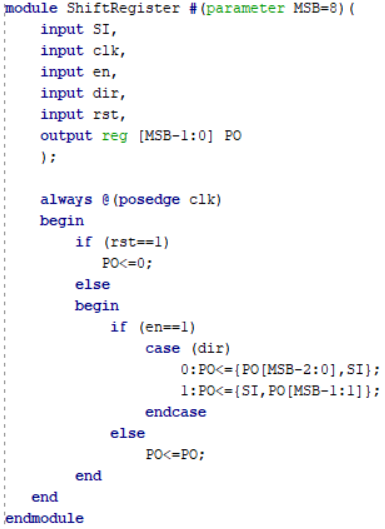 module ShiftRegister #(parameter MSB=8)(
    input SI,
    input clk,
    input en,
    input dir,
    input rst,
    output reg [MSB-1:0] PO
    );

    always @(posedge clk)
    begin
        if (rst==1)
            PO<=0;
        else
        begin
            if (en==1)
                case (dir)
                    0:PO<={PO[MSB-2:0],SI};
                    1:PO<={SI,PO[MSB-1:1]};
                endcase
            else
                PO<=PO;
        end
   end
endmodule